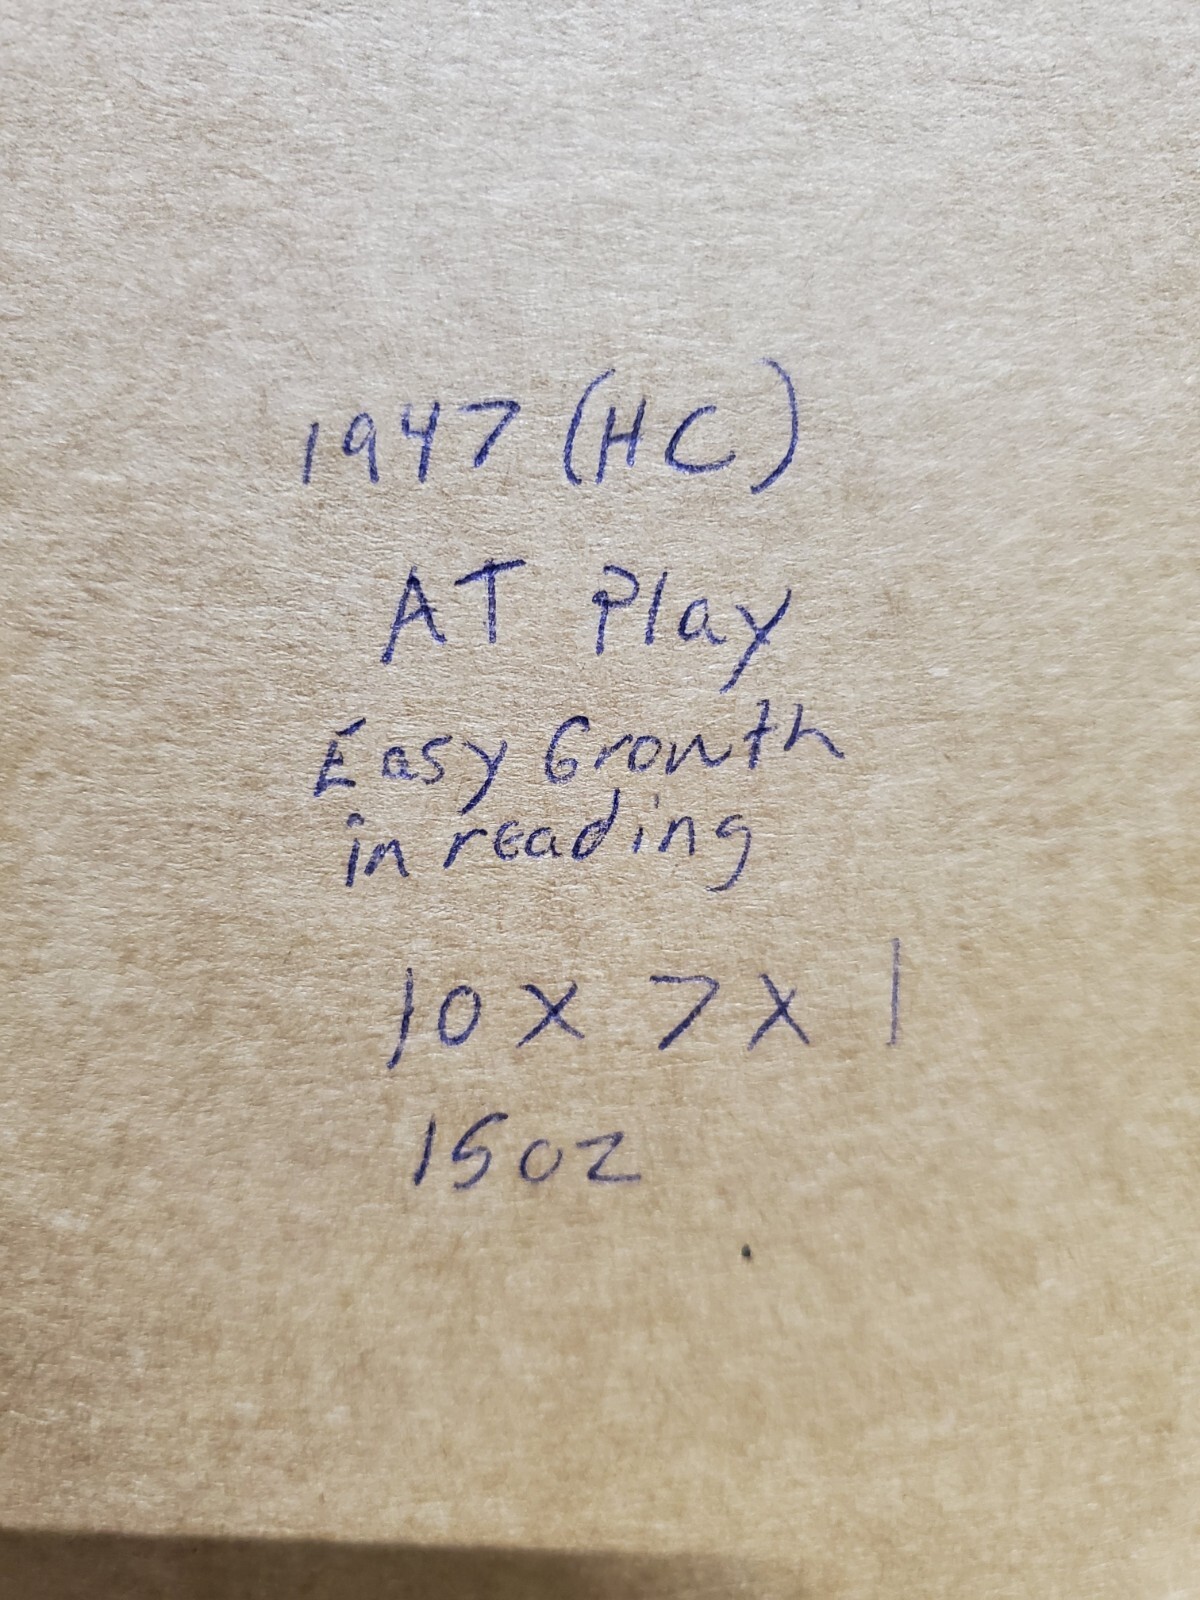 1947 (HC)
AT Play
Easy Growth
in reading
10 x 7 x 1
15oz